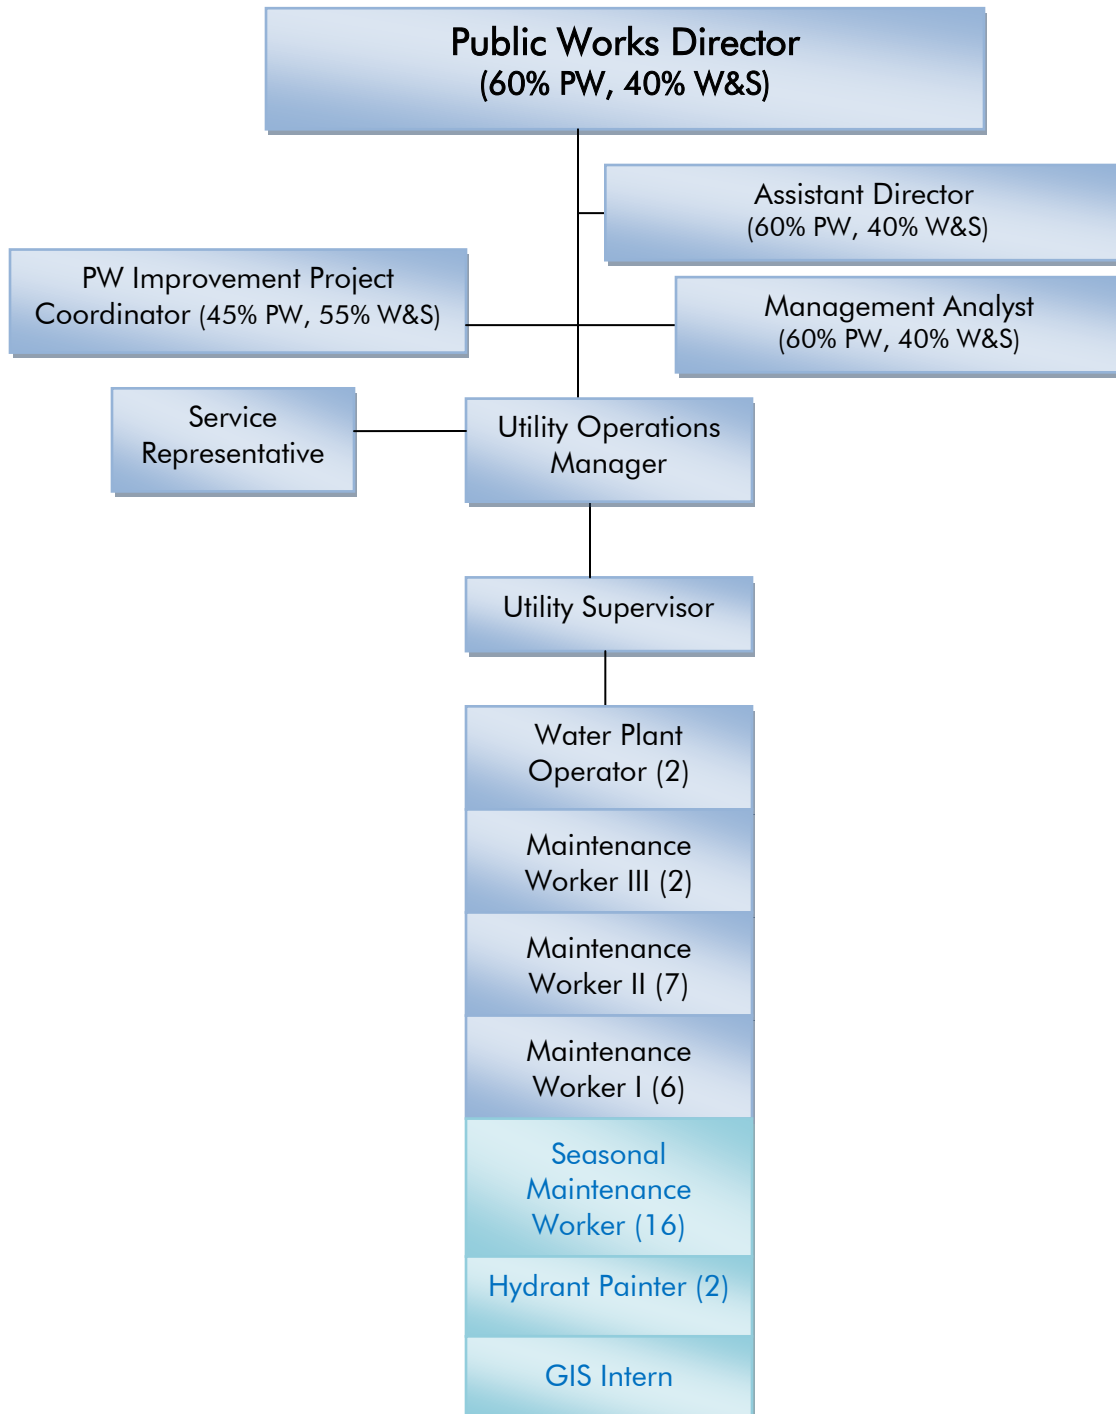 Public Works Director
(60% PW, 40% W&S)
Assistant Director
(60% PW, 40% W&S)
PW Improvement Project
Coordinator (45% PW, 55% W&S)
Management Analyst
(60% PW, 40% W&S)
Service
Representative
Utility Operations
Manager
Utility Supervisor
Water Plant
Operator (2)
Maintenance
Worker III (2)
Maintenance
Worker II (7)
Maintenance
Worker I (6)
Seasonal
Maintenance
Worker (16)
Hydrant Painter (2)
GIS Intern